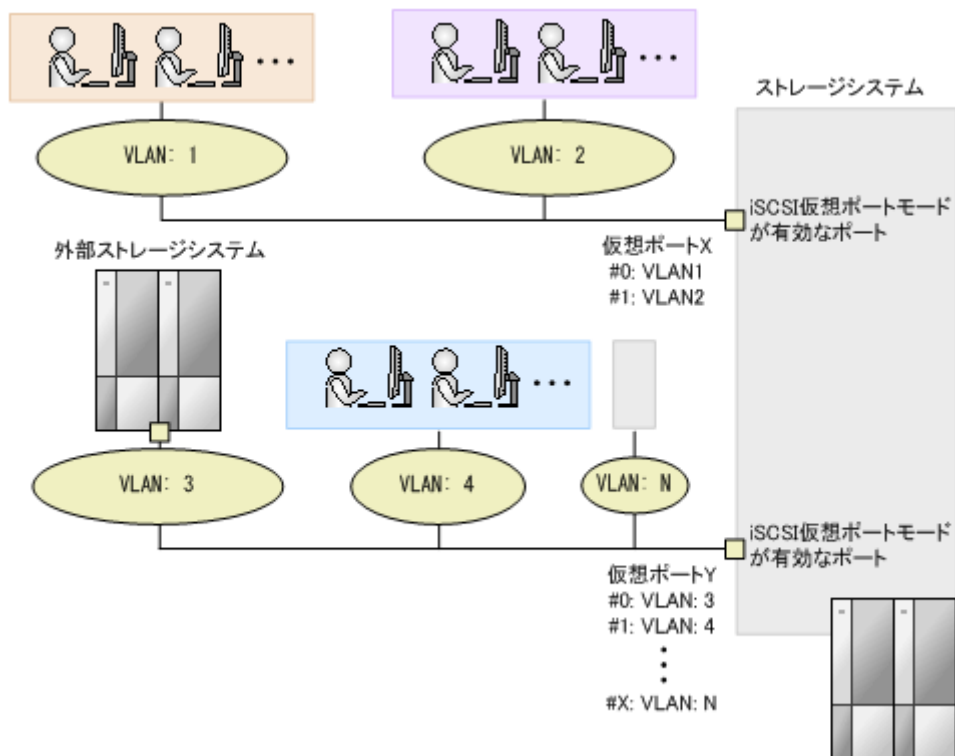 VLAN: 1
VLAN: 2
ストレージシステム
iSCSI仮想ポートモード
が有効なポート
仮想ポートX
#0: VLAN1
#1: VLAN2
外部ストレージシステム
VLAN: 3
VLAN: 4
VLAN: N
iSCSI仮想ポートモード
が有効なポート
仮想ポートY
#0: VLAN: 3
#1: VLAN: 4
#X: VLAN: N